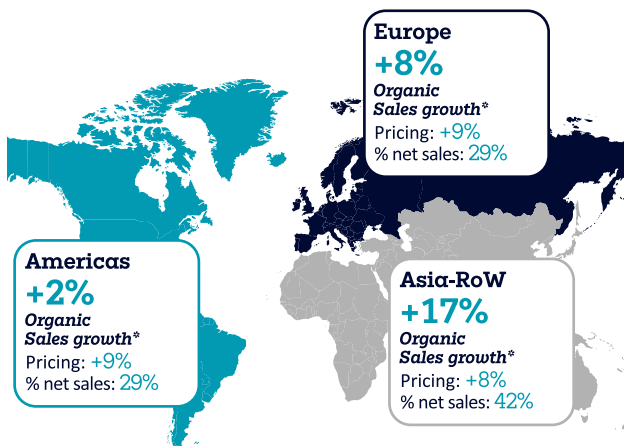 Europe
+8%
Organic
Sales growth*
Pricing: +9%
% net sales: 29%
Americas
+2%
Organic
Sales growth*
Pricing: +9%
% net sales: 29%
Asia-RoW
+17%
Organic
Sales growth*
Pricing: +8%
% net sales: 42%